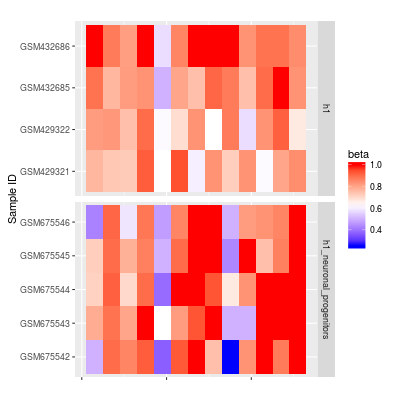 GSM432686
GSM432685
GSM429322
GSM429321
h1
GSM675546
GSM675545
GSM675544
GSM675543
GSM675542
h1_neuronal_progenitors
Sample ID
beta
1.0
0.8
0.6
0.4